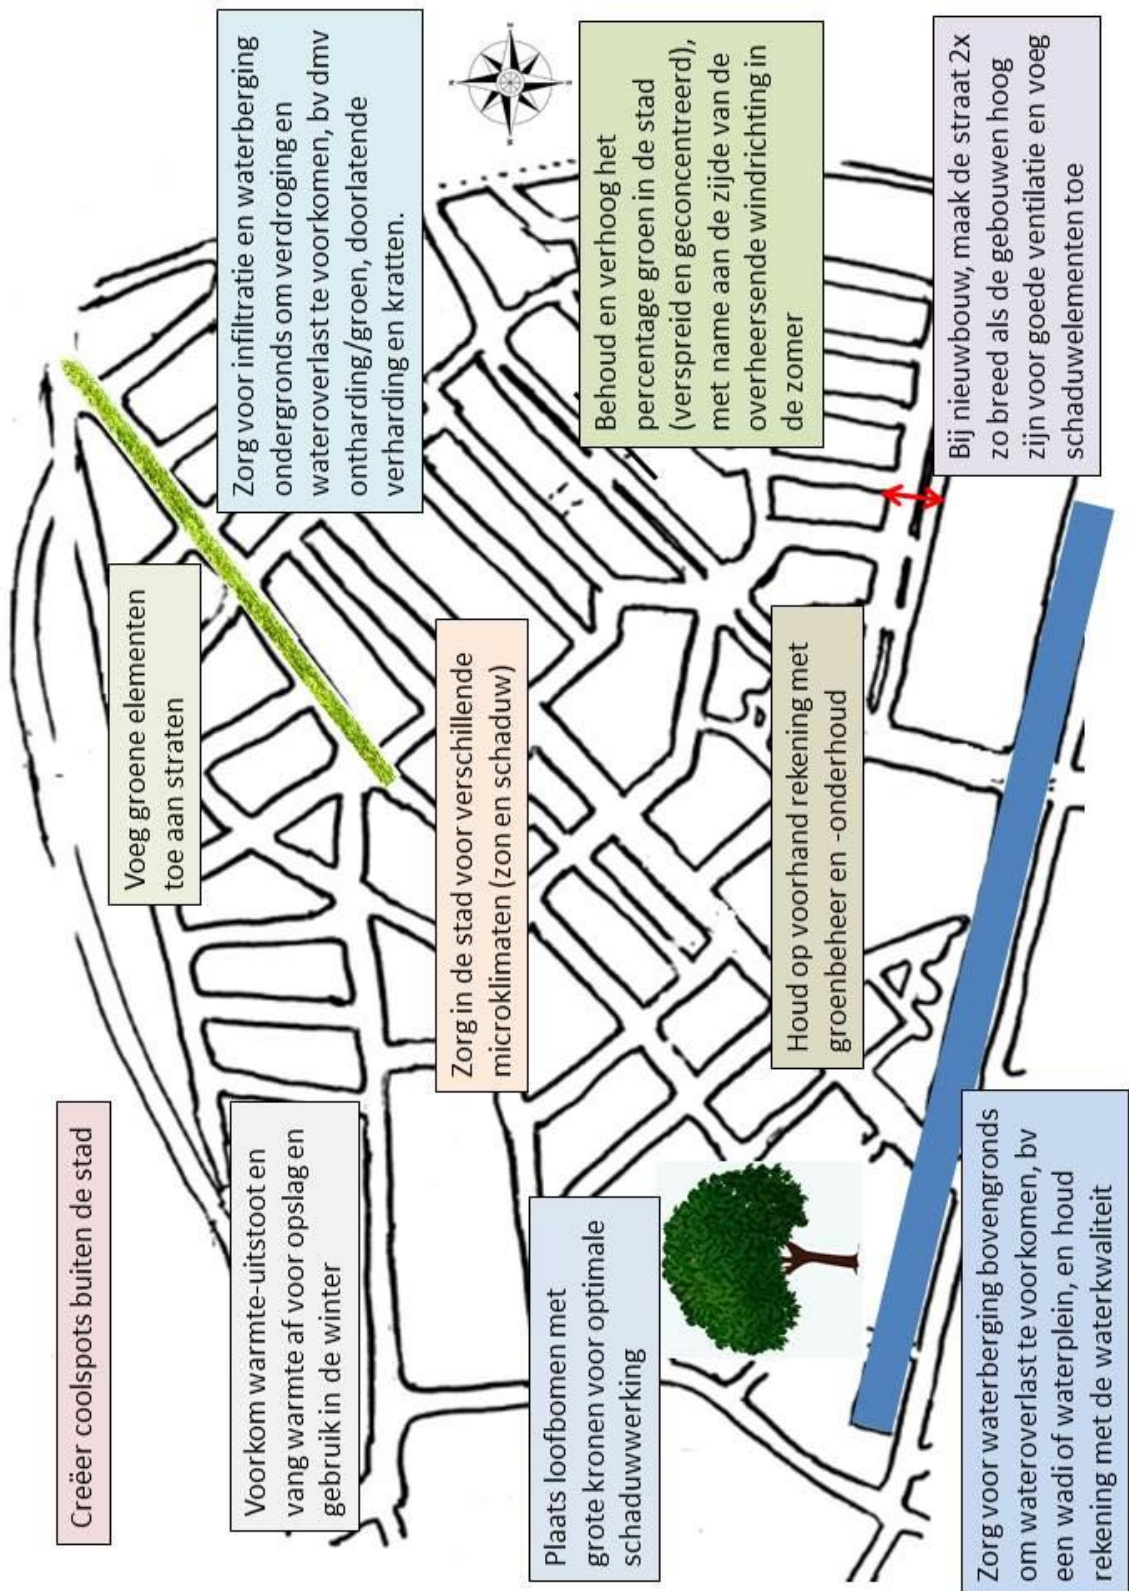 Creëer coolspots buiten de stad
Voeg groene elementen
toe aan straten
Zorg voor infiltratie en waterberging
ondergronds om verdroging en
wateroverlast te voorkomen, bv dmv
ontharding/groen, doorlatende
verharding en kratten.
Voorkom warmte-uitstoot en
vang warmte af voor opslag en
gebruik in de winter
Zorg in de stad voor verschillende
microklimaten (zon en schaduw)
Plaats loofbomen met
grote kronen voor optimale
schaduwwerking
Behoud en verhoog het
percentage groen in de stad
(verspreid en geconcentreerd),
met name aan de zijde van de
overheersende windrichting in
de zomer
Houd op voorhand rekening met
groenbeheer en -onderhoud
Zorg voor waterberging bovengronds
om wateroverlast te voorkomen, bv
een wadi of waterplein, en houd
rekening met de waterkwaliteit
Bij nieuwbouw, maak de straat 2x
zo breed als de gebouwen hoog
zijn voor goede ventilatie en voeg
schaduwelementen toe